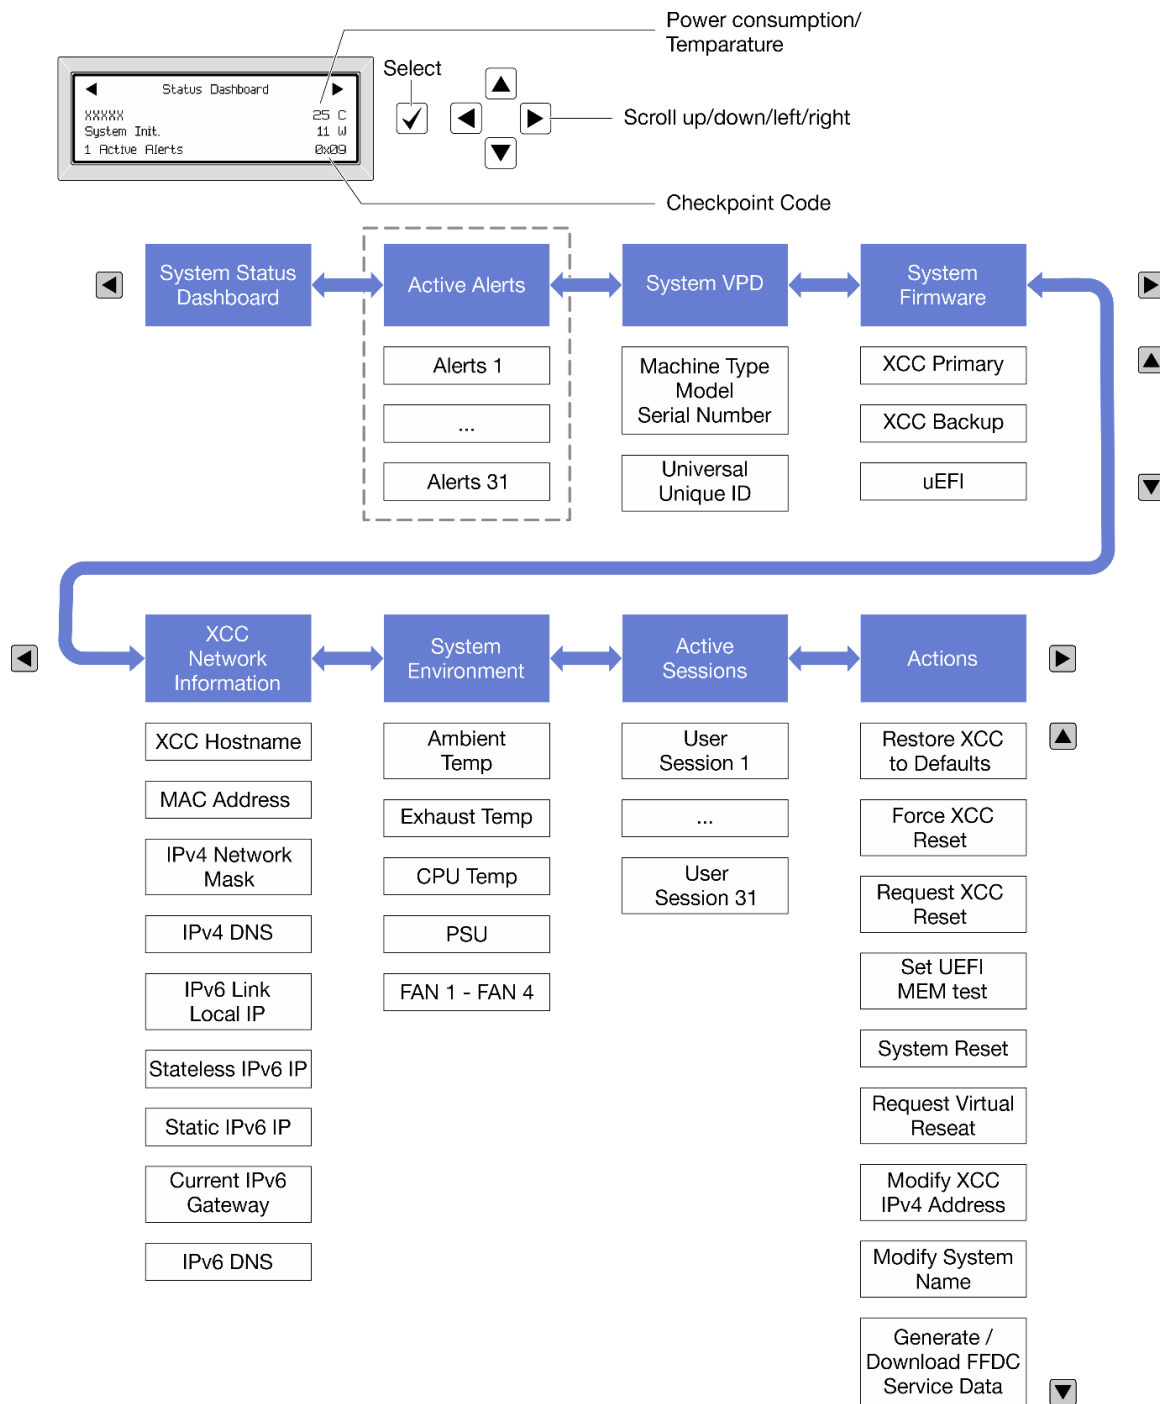 Power consumption/
Temparature
Select
Status Dashboard
XXXXX 25 C
System Init. 11 W
1 Active Alerts 0x09
Scroll up/down/left/right
Checkpoint Code
System Status
Dashboard
Active Alerts
Alerts 1
...
Alerts 31
System VPD
Machine Type
Model
Serial Number
Universal
Unique ID
System
Firmware
XCC Primary
XCC Backup
uEFI
XCC
Network
Information
XCC Hostname
MAC Address
IPv4 Network
Mask
IPv4 DNS
IPv6 Link
Local IP
Stateless IPv6 IP
Static IPv6 IP
Current IPv6
Gateway
IPv6 DNS
System
Environment
Ambient
Temp
Exhaust Temp
CPU Temp
PSU
FAN 1 - FAN 4
Active
Sessions
User
Session 1
...
User
Session 31
Actions
Restore XCC
to Defaults
Force XCC
Reset
Request XCC
Reset
Set UEFI
MEM test
System Reset
Request Virtual
Reseat
Modify XCC
IPv4 Address
Modify System
Name
Generate /
Download FFDC
Service Data